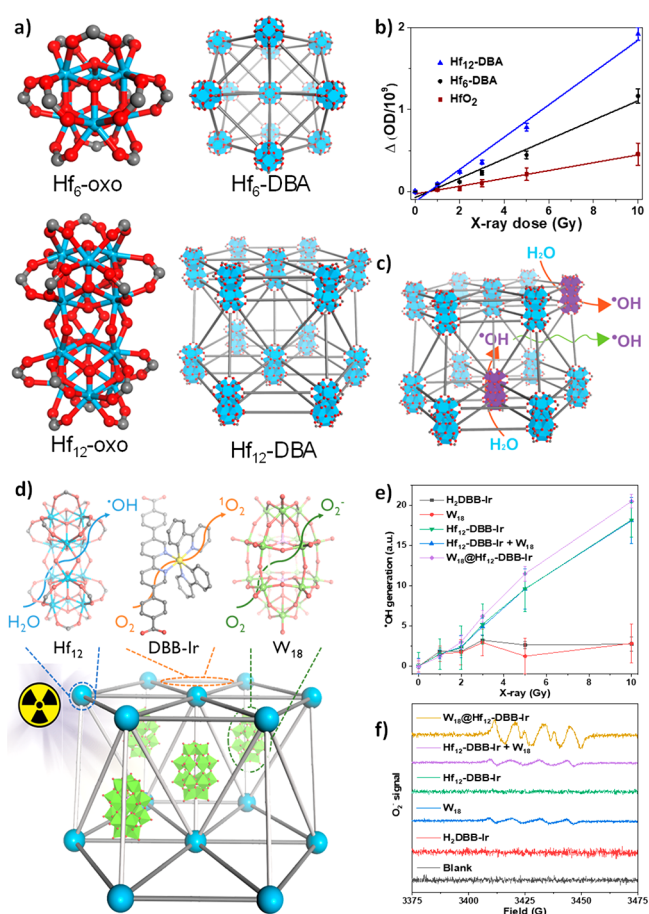 a)
Hf6-oxo
Hf6-DBA
Hf12-oxo
Hf12-DBA
b)
Δ (OD/10⁹)
2
1
0
Hf12-DBA
Hf6-DBA
HfO2
0 2 4 6 8 10
X-ray dose (Gy)
c)
H2O
•OH
•OH
•OH
H2O
d)
•OH
¹O2
O2⁻
H2O
O2
O2
Hf12
DBB-Ir
W18
e)
•OH generation (a.u.)
25
20
15
10
5
0
H2DBB-Ir
W18
Hf12-DBB-Ir
Hf12-DBB-Ir + W18
W18@Hf12-DBB-Ir
0 2 4 6 8 10
X-ray (Gy)
f)
O2⁻ signal
W18@Hf12-DBB-Ir
Hf12-DBB-Ir + W18
Hf12-DBB-Ir
W18
H2DBB-Ir
Blank
3375 3400 3425 3450 3475
Field (G)